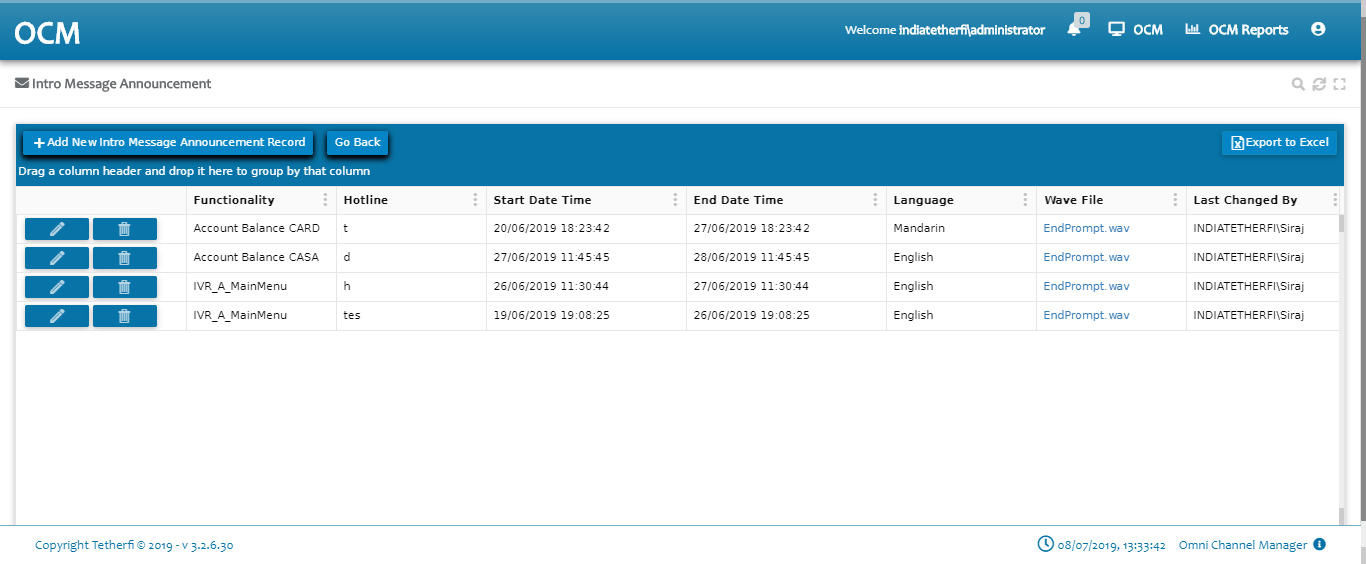 OCM
Welcome indiatetherfi\administrator 0 OCM OCM Reports
Intro Message Announcement
Add New Intro Message Announcement Record Go Back Export to Excel
Drag a column header and drop it here to group by that column
Functionality Hotline Start Date Time End Date Time Language Wave File Last Changed By
Account Balance CARD t 20/06/2019 18:23:42 27/06/2019 18:23:42 Mandarin EndPrompt.wav INDIATETHERFI\Siraj
Account Balance CASA d 27/06/2019 11:45:45 28/06/2019 11:45:45 English EndPrompt.wav INDIATETHERFI\Siraj
IVR_A_MainMenu h 26/06/2019 11:30:44 27/06/2019 11:30:44 English EndPrompt.wav INDIATETHERFI\Siraj
IVR_A_MainMenu tes 19/06/2019 19:08:25 26/06/2019 19:08:25 English EndPrompt.wav INDIATETHERFI\Siraj
Copyright Tetherfi © 2019 - v 3.2.6.30 08/07/2019, 13:33:42 Omni Channel Manager